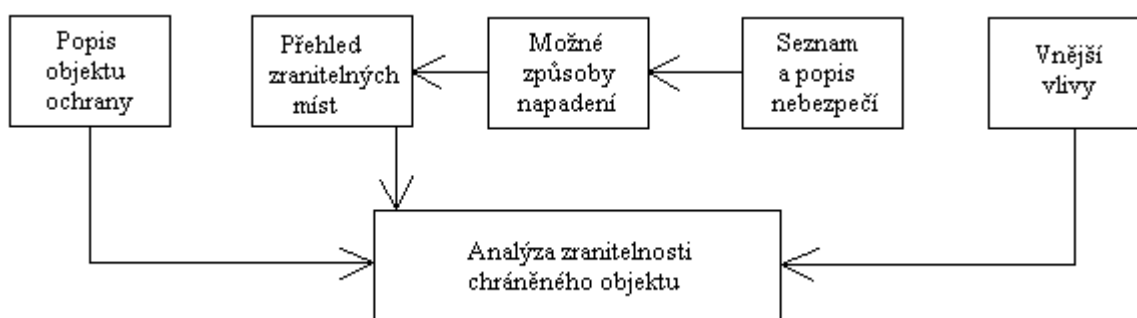 Popis
objektu
ochrany
Přehled
zranitelných
míst
Možné
způsoby
napadení
Seznam
a popis
nebezpečí
Vnější
vlivy
Analýza zranitelnosti
chráněného objektu